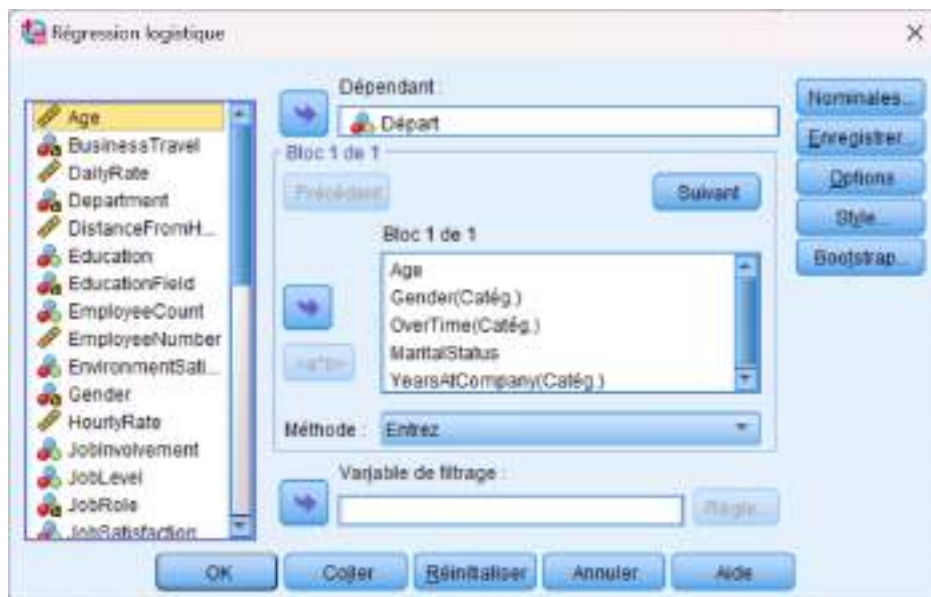 Régression logistique
Dépendant :
Départ
Age
BusinessTravel
DailyRate
Department
DistanceFromH...
Education
EducationField
EmployeeCount
EmployeeNumber
EnvironmentSati...
Gender
HourlyRate
JobInvolvement
JobLevel
JobRole
JobSatisfaction
Bloc 1 de 1
Précédent
Suivant
Bloc 1 de 1
Age
Gender(Catég.)
OverTime(Catég.)
MaritalStatus
YearsAtCompany(Catég.)
>a*b>
Méthode :
Entrez
Variable de filtrage :
Règle...
Nominales...
Enregistrer...
Options
Style...
Bootstrap...
OK
Coller
Réinitialiser
Annuler
Aide